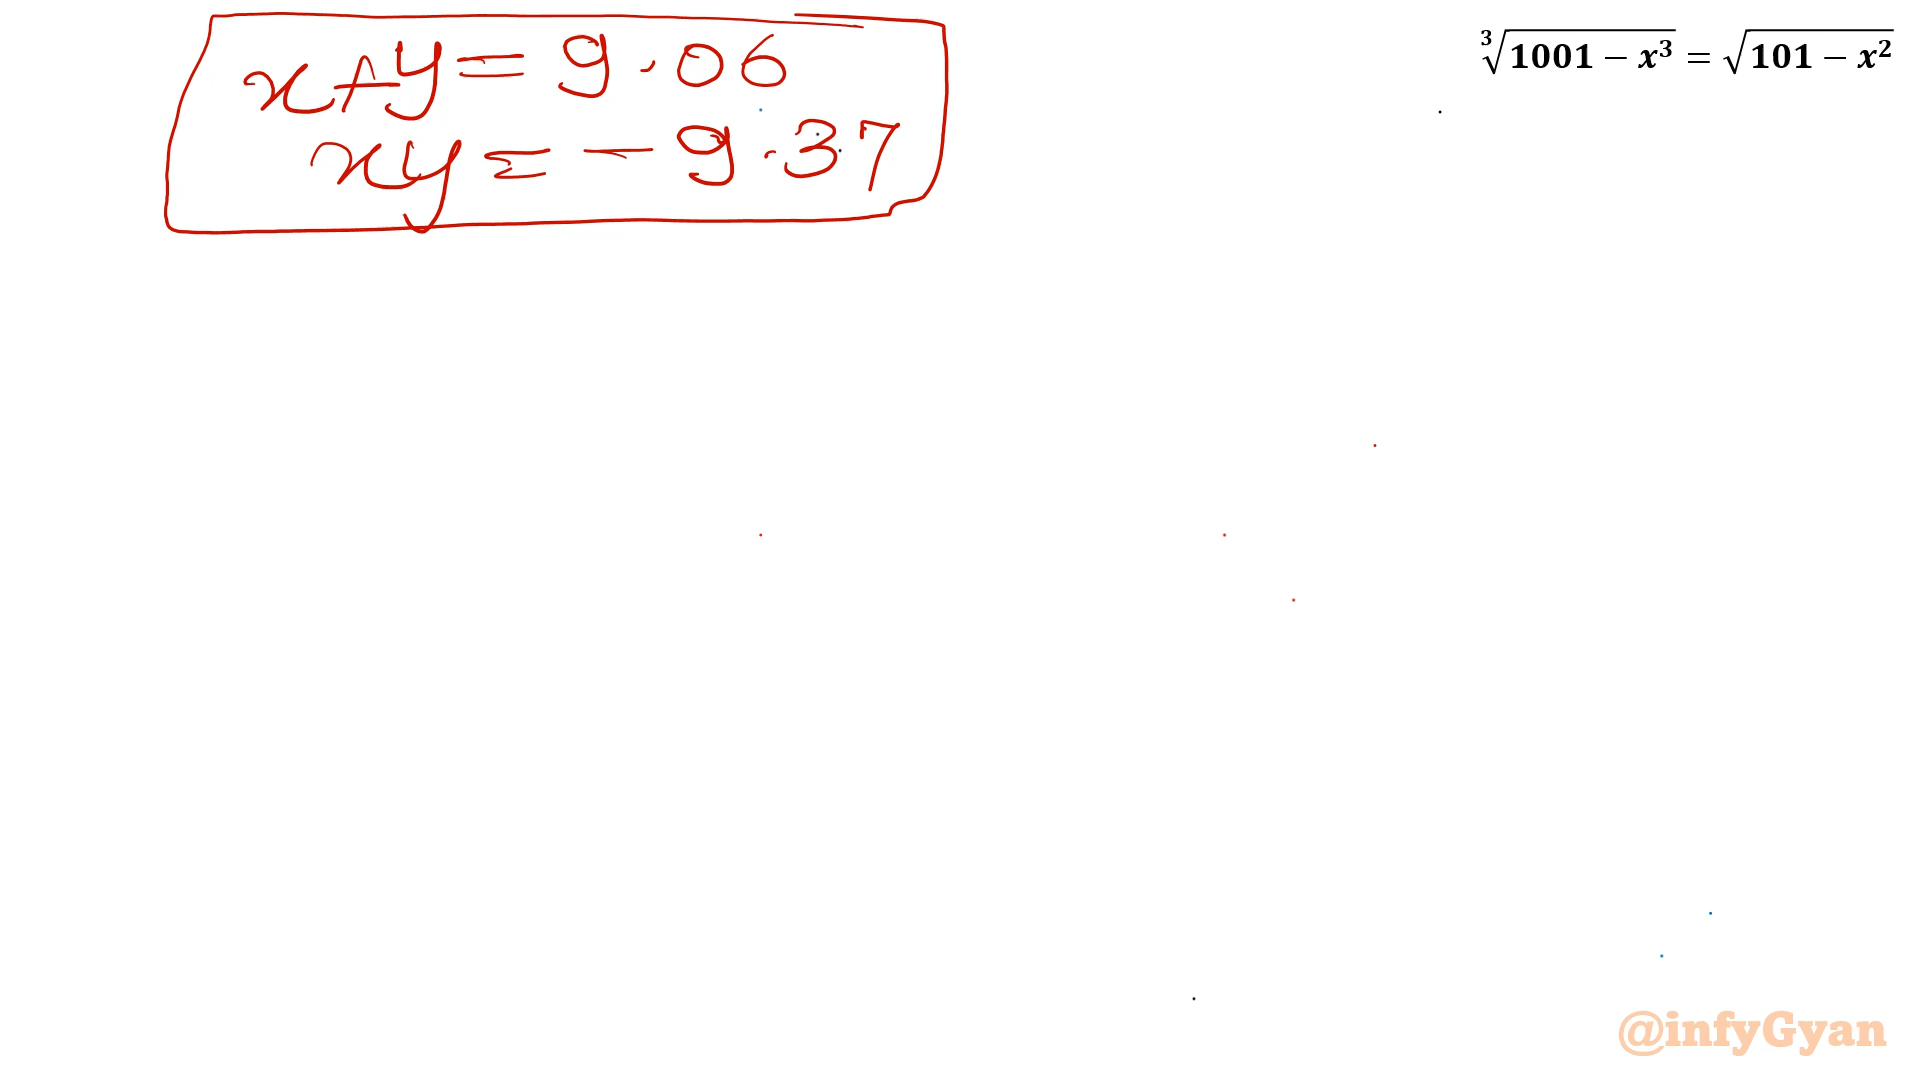 x + y = 9.06
xy = - 9.37
∛(1001 − x³) = √(101 − x²)
@infyGyan